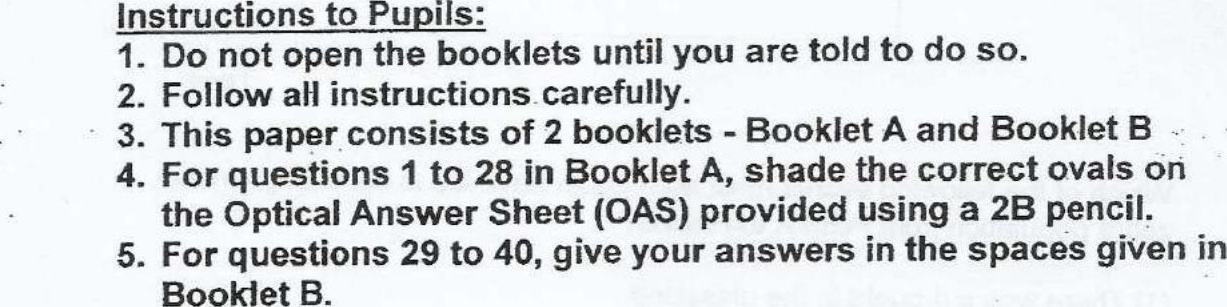 Instructions to Pupils:
1. Do not open the booklets until you are told to do so.
2. Follow all instructions carefully.
3. This paper consists of 2 booklets - Booklet A and Booklet B
4. For questions 1 to 28 in Booklet A, shade the correct ovals on
the Optical Answer Sheet (OAS) provided using a 2B pencil.
5. For questions 29 to 40, give your answers in the spaces given in
Booklet B.